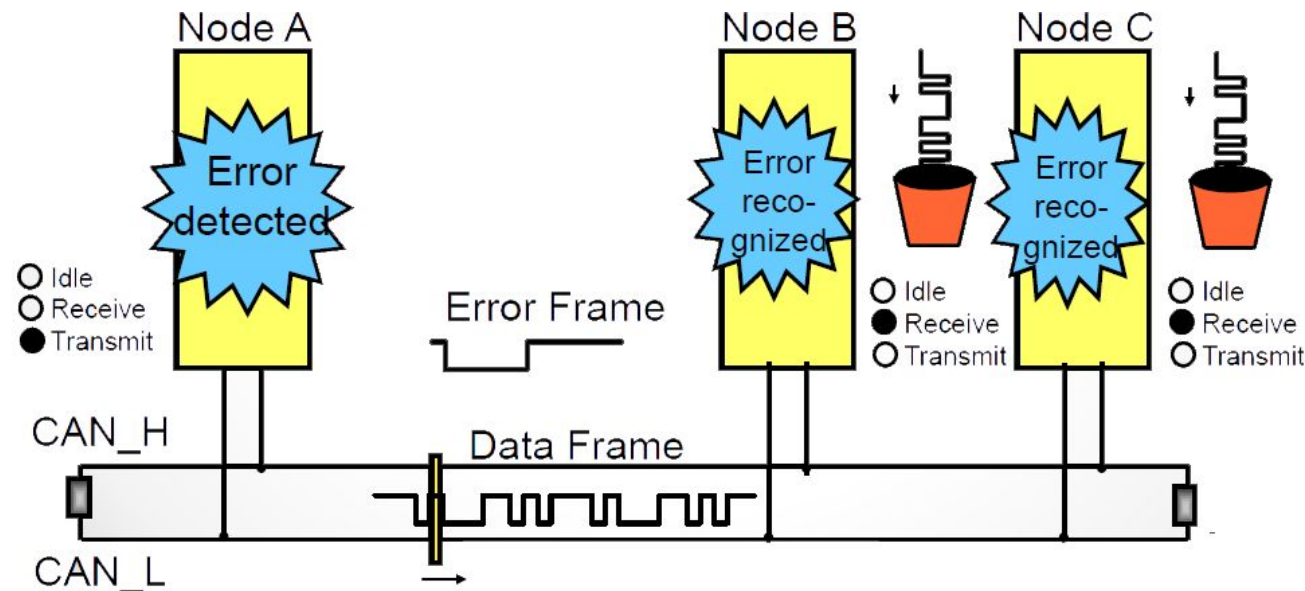 Node A
Node B
Node C
Error
detected
Error
reco-
gnized
Error
reco-
gnized
Idle
Receive
Transmit
Idle
Receive
Transmit
Idle
Receive
Transmit
Error Frame
CAN_H
Data Frame
CAN_L